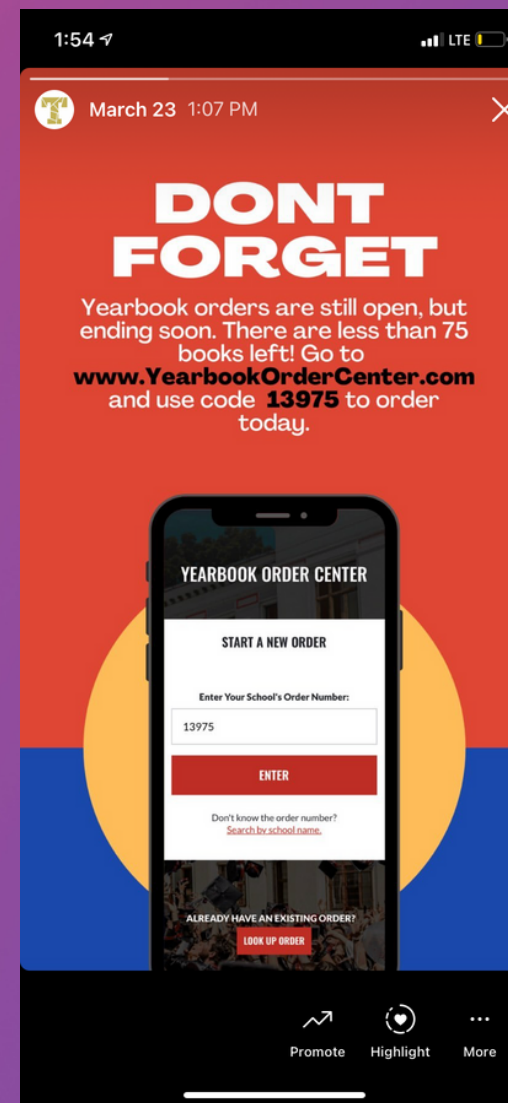 1:54
LTE
T
March 23 1:07 PM
DONT
FORGET
Yearbook orders are still open, but
ending soon. There are less than 75
books left! Go to
www.YearbookOrderCenter.com
and use code 13975 to order
today.
YEARBOOK ORDER CENTER
START A NEW ORDER
Enter Your School's Order Number:
13975
ENTER
Don't know the order number?
Search by school name.
ALREADY HAVE AN EXISTING ORDER?
LOOK UP ORDER
Promote Highlight More